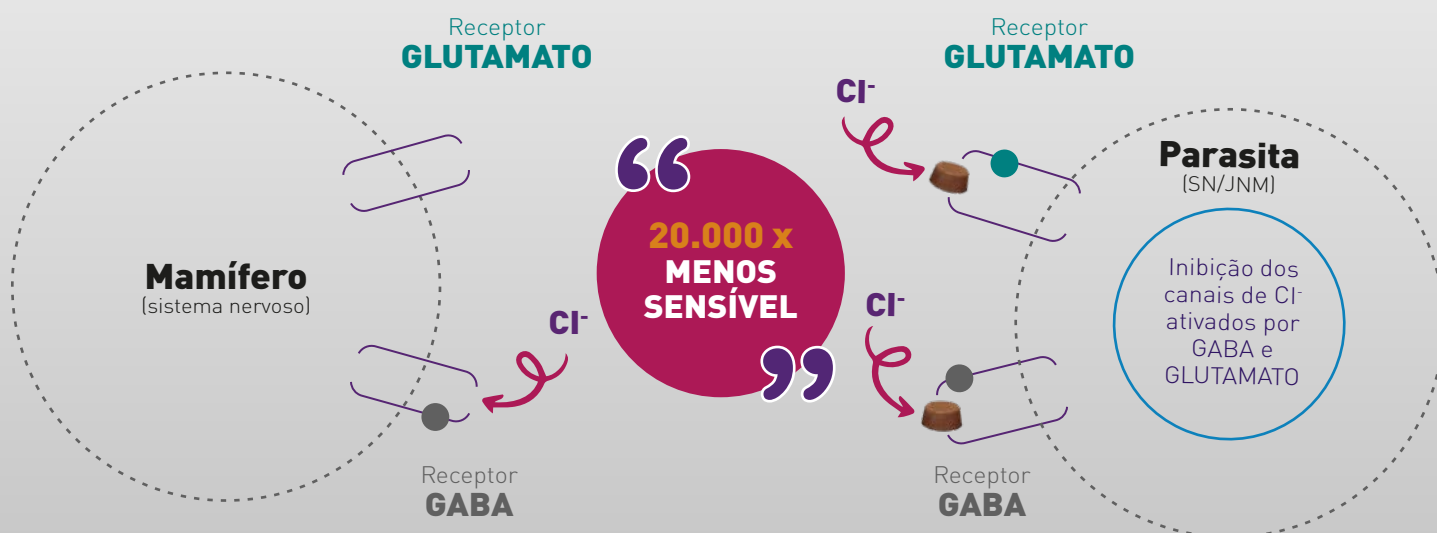 Receptor
GLUTAMATO
Receptor
GLUTAMATO
Cl-
Mamífero
(sistema nervoso)
“
20.000 x
MENOS
SENSÍVEL
”
Parasita
(SN/JNM)
Inibição dos
canais de Cl-
ativados por
GABA e
GLUTAMATO
Cl-
Cl-
Receptor
GABA
Receptor
GABA